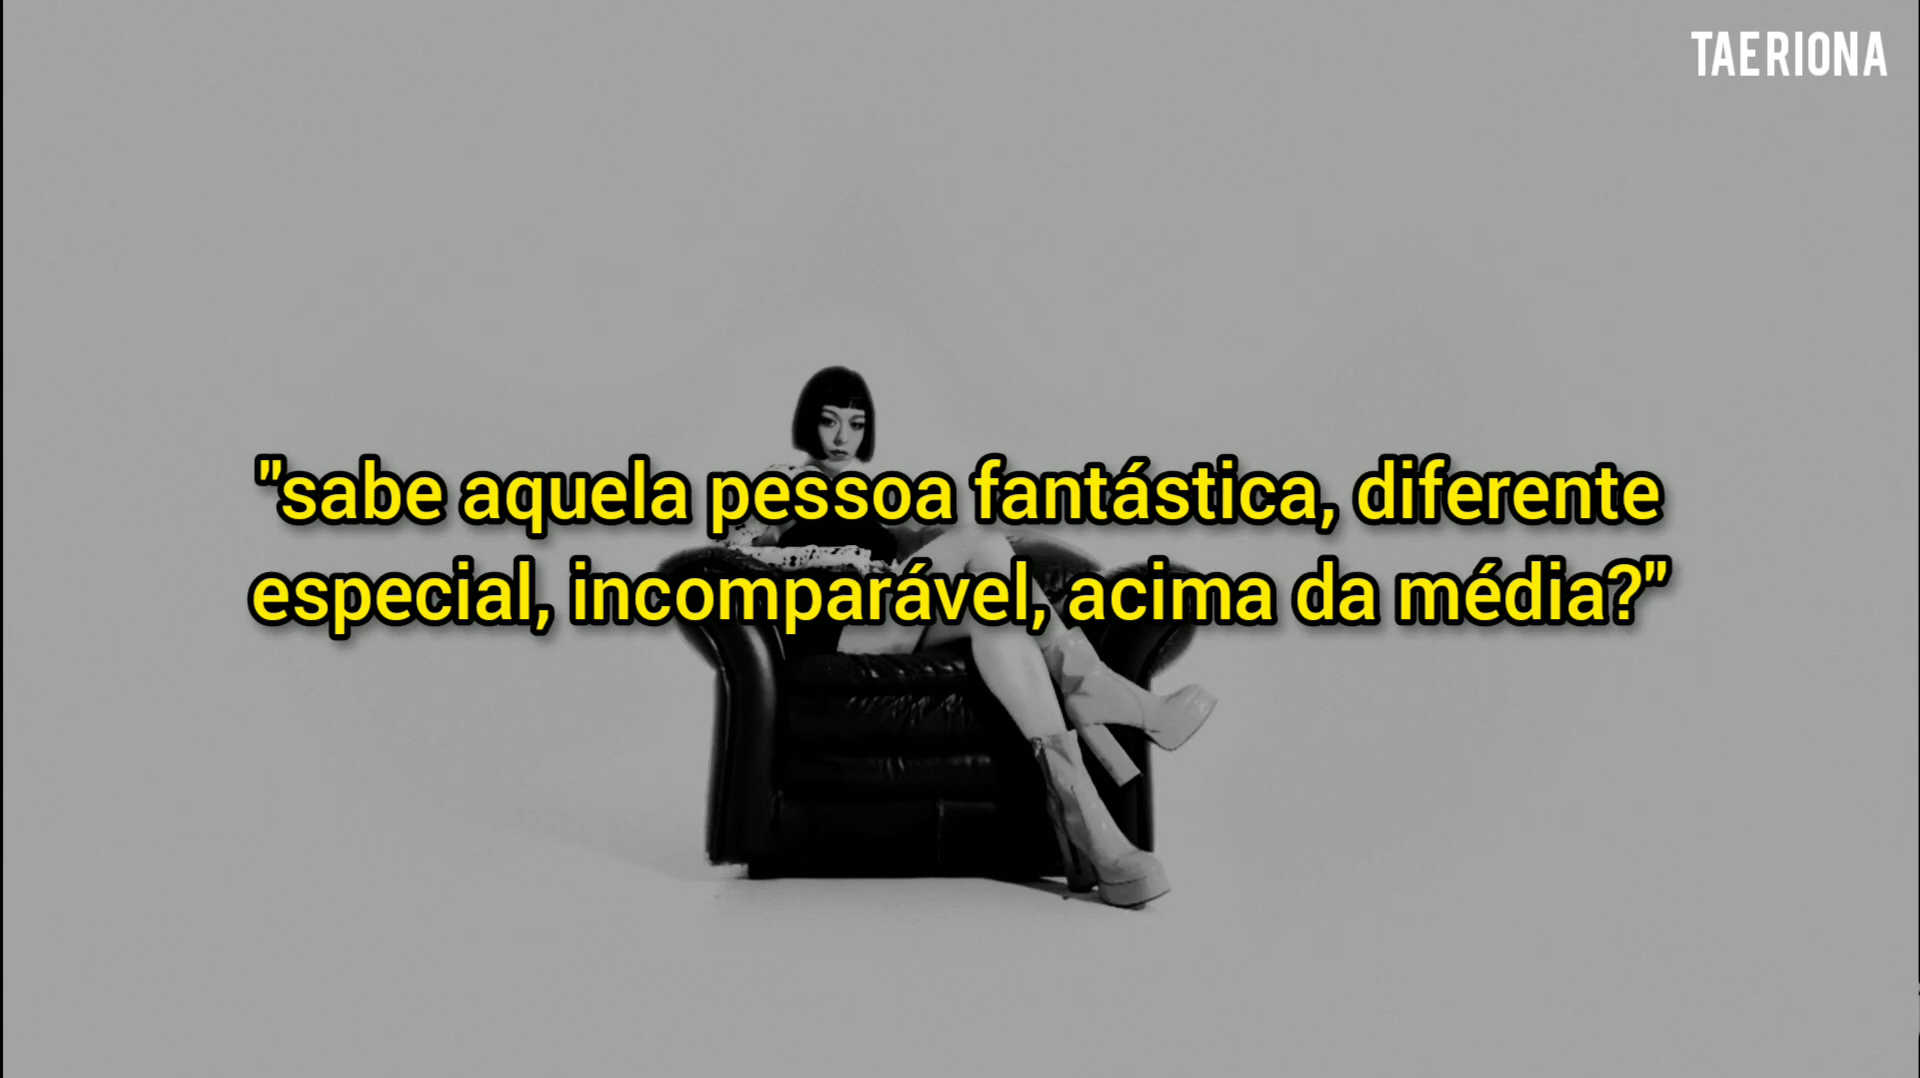 TAERIONA
"sabe aquela pessoa fantástica, diferente
especial, incomparável, acima da média?"